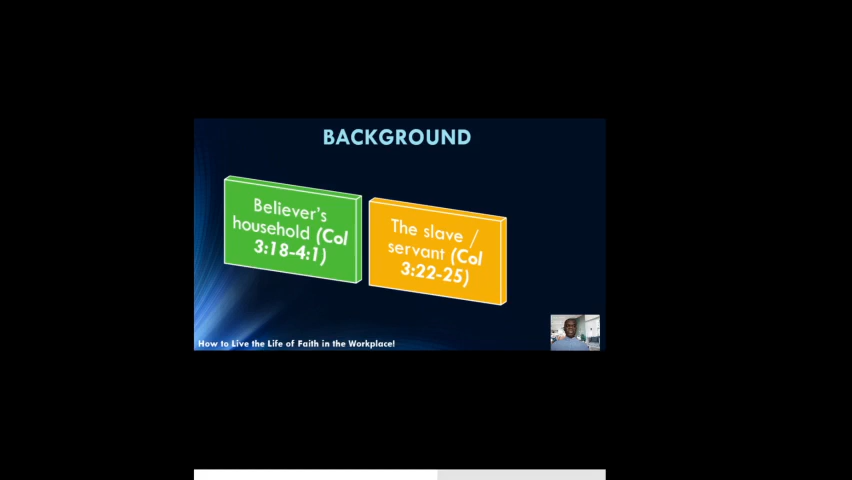 BACKGROUND
Believer's
household (Col
3:18-4:1)
The slave /
servant (Col
3:22-25)
How to Live the Life of Faith in the Workplace!